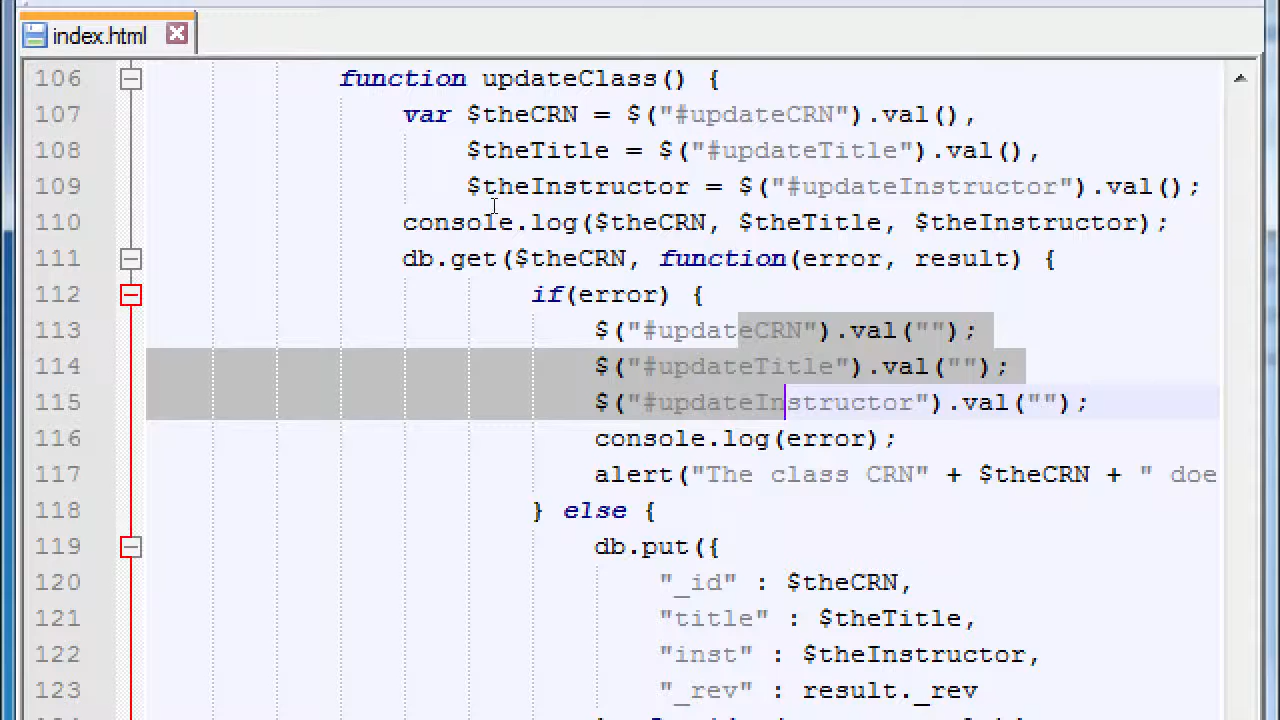 index.html
106 function updateClass() {
107 var $theCRN = $("#updateCRN").val(),
108 $theTitle = $("#updateTitle").val(),
109 $theInstructor = $("#updateInstructor").val();
110 console.log($theCRN, $theTitle, $theInstructor);
111 db.get($theCRN, function(error, result) {
112 if(error) {
113 $("#updateCRN").val("");
114 $("#updateTitle").val("");
115 $("#updateInstructor").val("");
116 console.log(error);
117 alert("The class CRN" + $theCRN + " doe
118 } else {
119 db.put({
120 "_id" : $theCRN,
121 "title" : $theTitle,
122 "inst" : $theInstructor,
123 "_rev" : result._rev